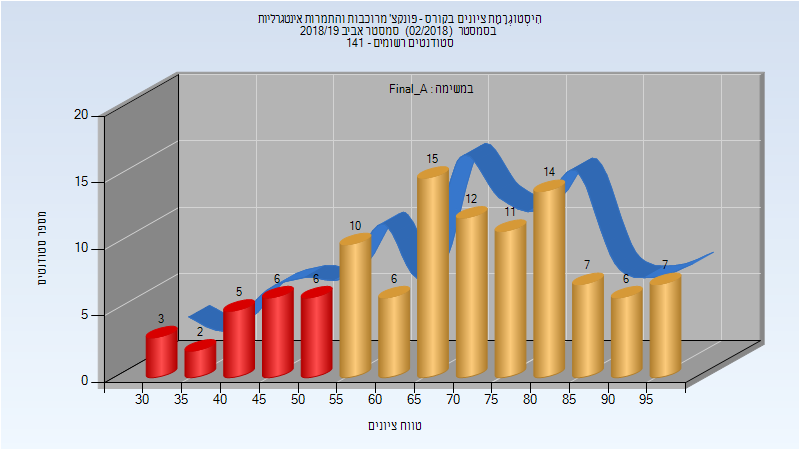 הִיסְטוֹגְרָמַת ציונים בקורס - פונקצ' מרוכבות והתמרות אינטגרליות
בסמסטר (02/2018) סמסטר אביב 2018/19
סטודנטים רשומים - 141
במשימה : Final_A
מספר סטודנטים
20
15
10
5
0
3
2
5
6
6
10
6
15
12
11
14
7
6
7
30 35 40 45 50 55 60 65 70 75 80 85 90 95
טווח ציונים